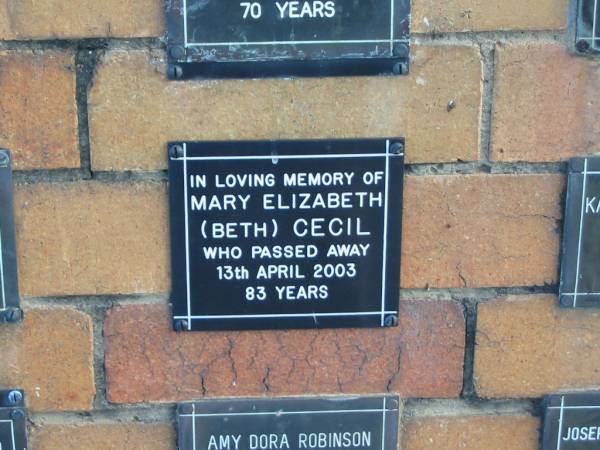 70 YEARS
IN LOVING MEMORY OF
MARY ELIZABETH
(BETH) CECIL
WHO PASSED AWAY
13th APRIL 2003
83 YEARS
AMY DORA ROBINSON